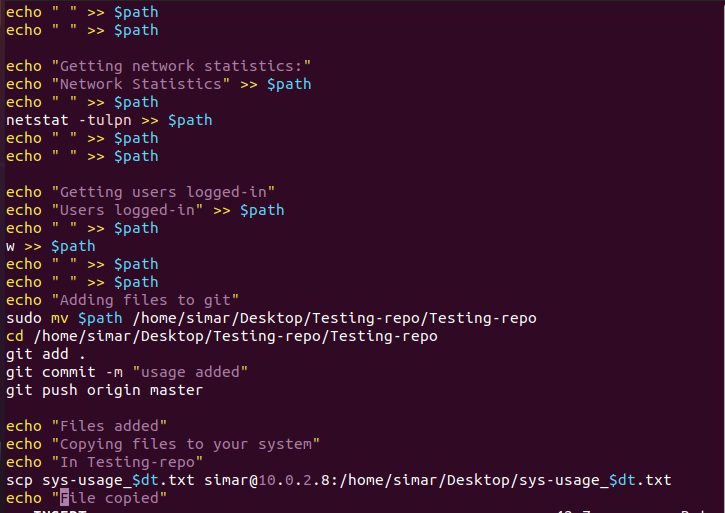 echo " " >> $path
echo " " >> $path
echo "Getting network statistics:"
echo "Network Statistics" >> $path
echo " " >> $path
netstat -tulpn >> $path
echo " " >> $path
echo " " >> $path
echo "Getting users logged-in"
echo "Users logged-in" >> $path
echo " " >> $path
w >> $path
echo " " >> $path
echo " " >> $path
echo "Adding files to git"
sudo mv $path /home/simar/Desktop/Testing-repo/Testing-repo
cd /home/simar/Desktop/Testing-repo/Testing-repo
git add .
git commit -m "usage added"
git push origin master
echo "Files added"
echo "Copying files to your system"
echo "In Testing-repo"
scp sys-usage_$dt.txt simar@10.0.2.8:/home/simar/Desktop/sys-usage_$dt.txt
echo "File copied"